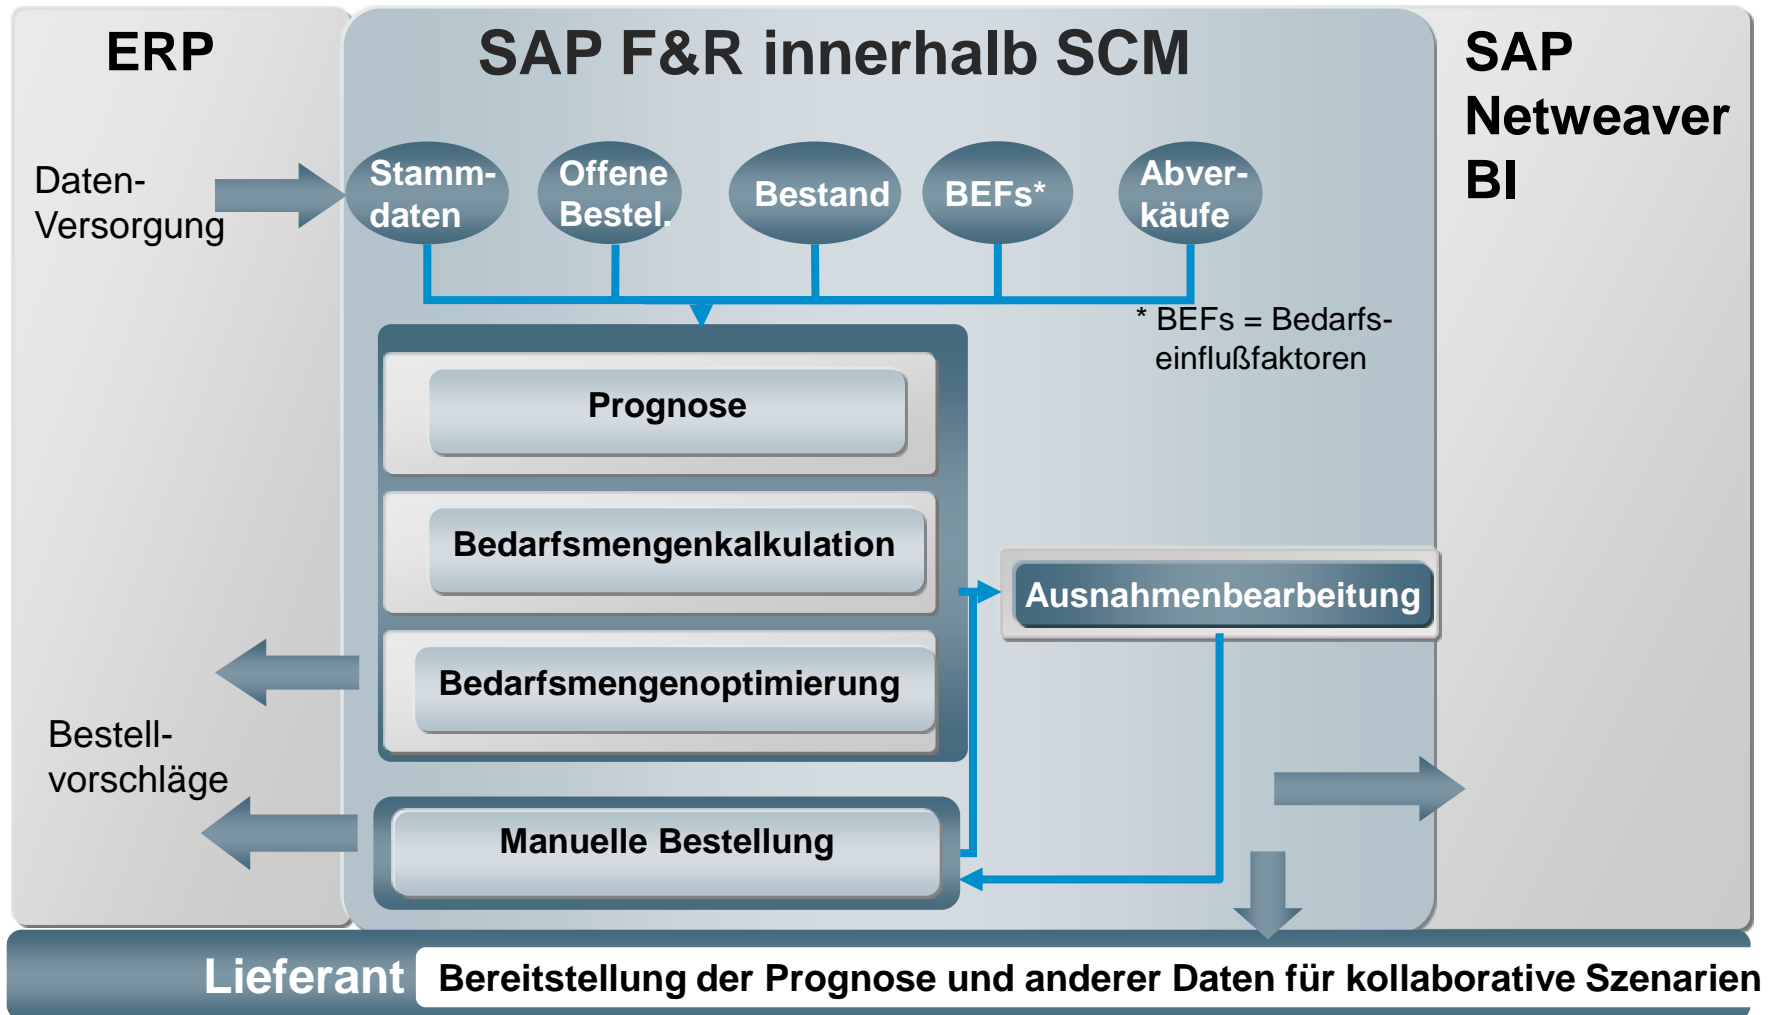 ERP
SAP F&R innerhalb SCM
SAP
Netweaver
BI
Daten-
Versorgung
Stamm-
daten
Offene
Bestel.
Bestand
BEFs*
Abver-
käufe
* BEFs = Bedarfs-
einflußfaktoren
Prognose
Bedarfsmengenkalkulation
Ausnahmenbearbeitung
Bedarfsmengenoptimierung
Bestell-
vorschläge
Manuelle Bestellung
Lieferant
Bereitstellung der Prognose und anderer Daten für kollaborative Szenarien